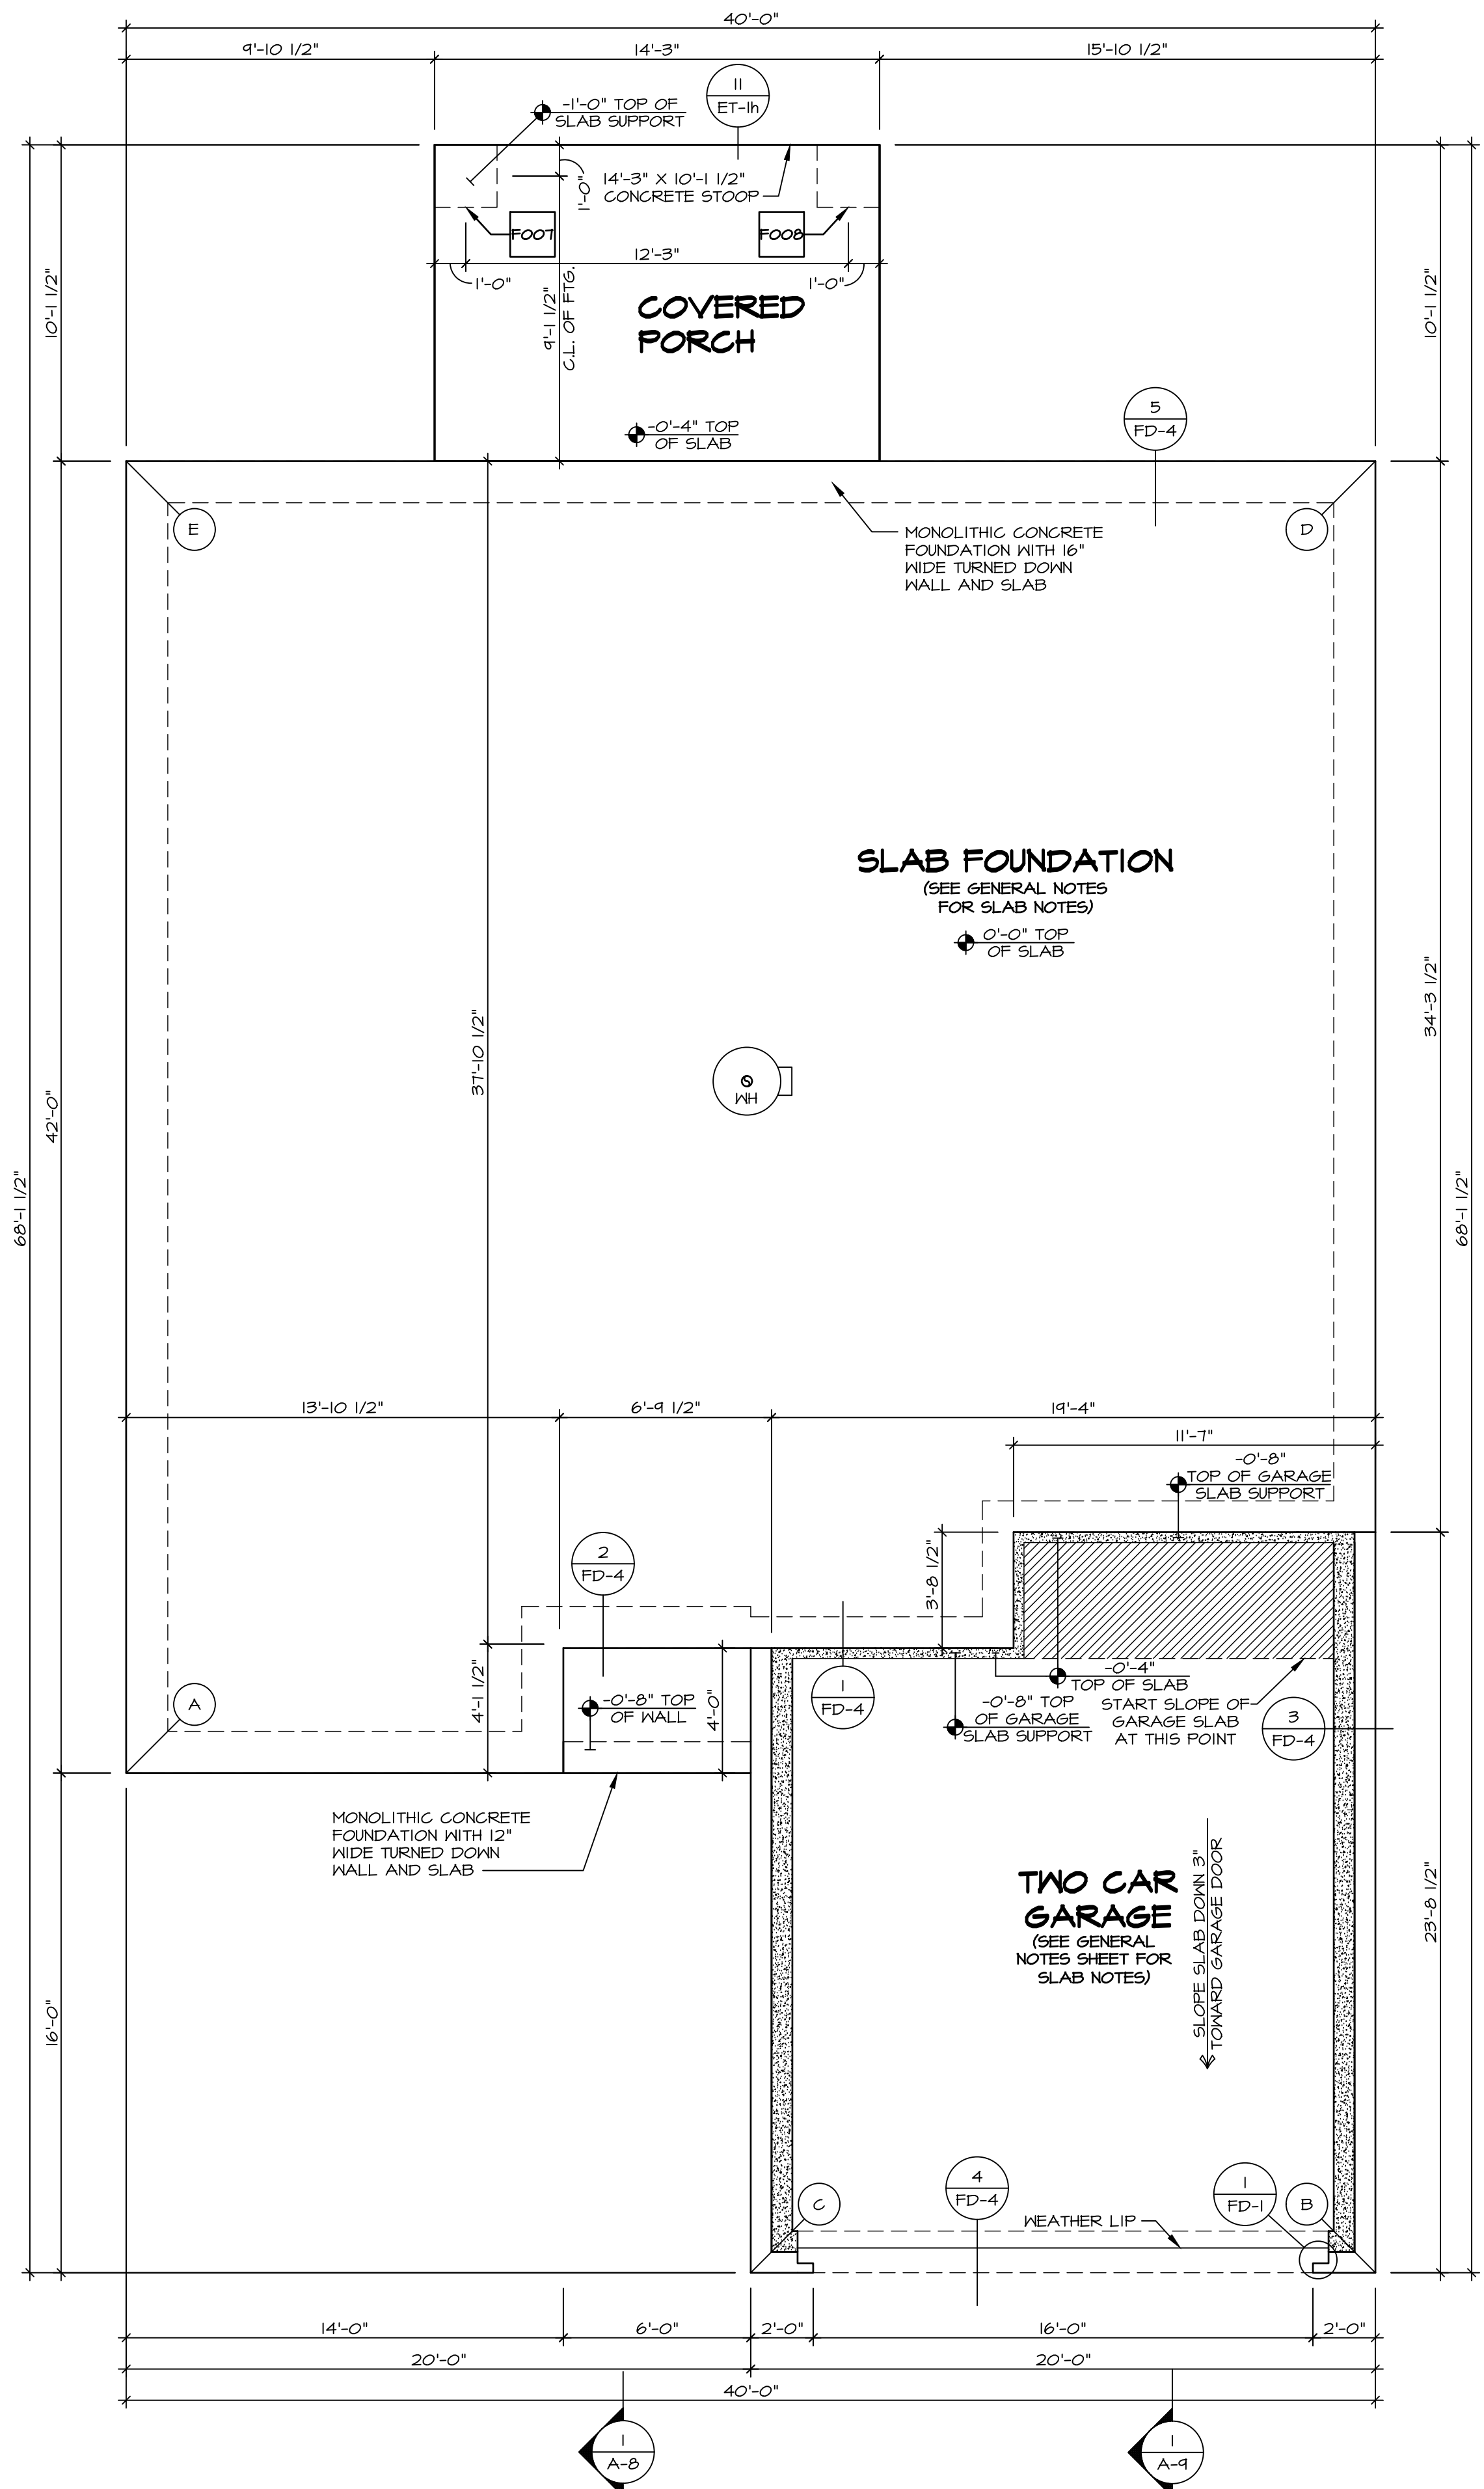 40'-0"
9'-10 1/2"
14'-3"
15'-10 1/2"
11
ET-1h
-1'-0" TOP OF
SLAB SUPPORT
1'-0"
14'-3" X 10'-1 1/2"
CONCRETE STOOP
F007
F008
12'-3"
1'-0"
1'-0"
9'-1 1/2"
C.L. OF FTG.
COVERED
PORCH
10'-1 1/2"
10'-1 1/2"
-0'-4" TOP
OF SLAB
5
FD-4
E
D
MONOLITHIC CONCRETE
FOUNDATION WITH 16"
WIDE TURNED DOWN
WALL AND SLAB
SLAB FOUNDATION
(SEE GENERAL NOTES
FOR SLAB NOTES)
0'-0" TOP
OF SLAB
34'-3 1/2"
37'-10 1/2"
WH
42'-0"
68'-1 1/2"
68'-1 1/2"
13'-10 1/2"
6'-9 1/2"
19'-4"
11'-7"
-0'-8"
TOP OF GARAGE
SLAB SUPPORT
2
FD-4
3'-8 1/2"
A
4'-1 1/2"
-0'-8" TOP
OF WALL
4'-0"
1
FD-4
-0'-4"
TOP OF SLAB
-0'-8" TOP
OF GARAGE
SLAB SUPPORT
START SLOPE OF
GARAGE SLAB
AT THIS POINT
3
FD-4
MONOLITHIC CONCRETE
FOUNDATION WITH 12"
WIDE TURNED DOWN
WALL AND SLAB
TWO CAR
GARAGE
(SEE GENERAL
NOTES SHEET FOR
SLAB NOTES)
SLOPE SLAB DOWN 3"
TOWARD GARAGE DOOR
23'-8 1/2"
16'-0"
C
4
FD-4
WEATHER LIP
1
FD-1
B
14'-0"
6'-0"
2'-0"
16'-0"
2'-0"
20'-0"
20'-0"
40'-0"
1
A-8
1
A-9